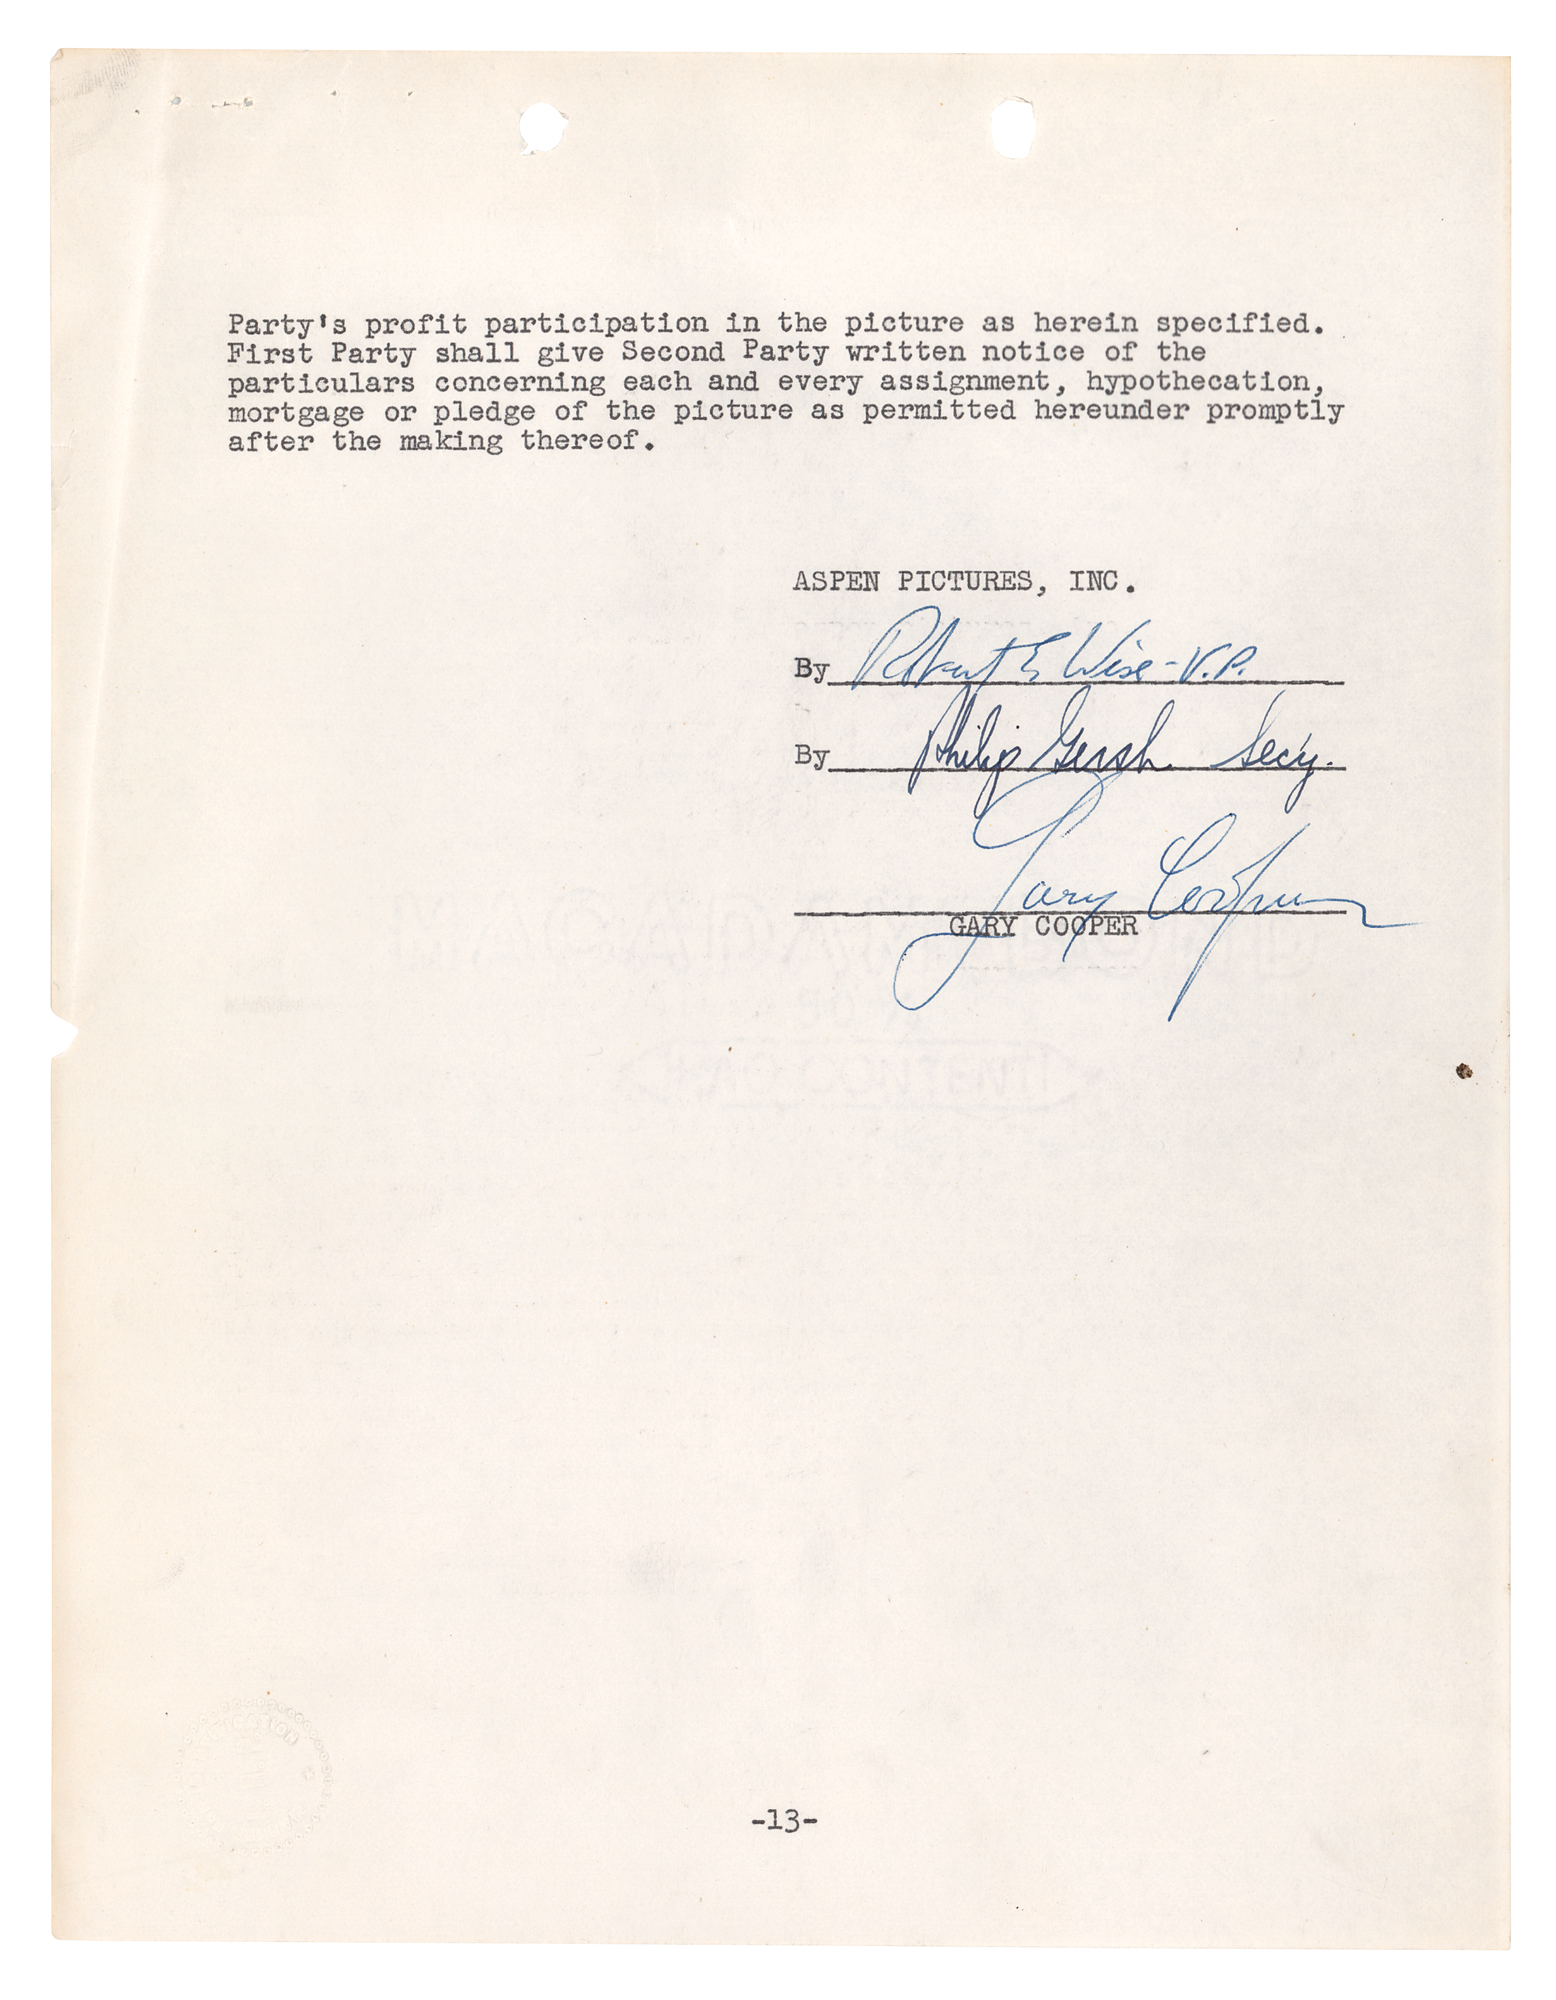 Party's profit participation in the picture as herein specified.
First Party shall give Second Party written notice of the
particulars concerning each and every assignment, hypothecation,
mortgage or pledge of the picture as permitted hereunder promptly
after the making thereof.
ASPEN PICTURES, INC.
By Robert E Wise - V.P.
By Philip Gersh Secy.
Gary Cooper
GARY COOPER
-13-